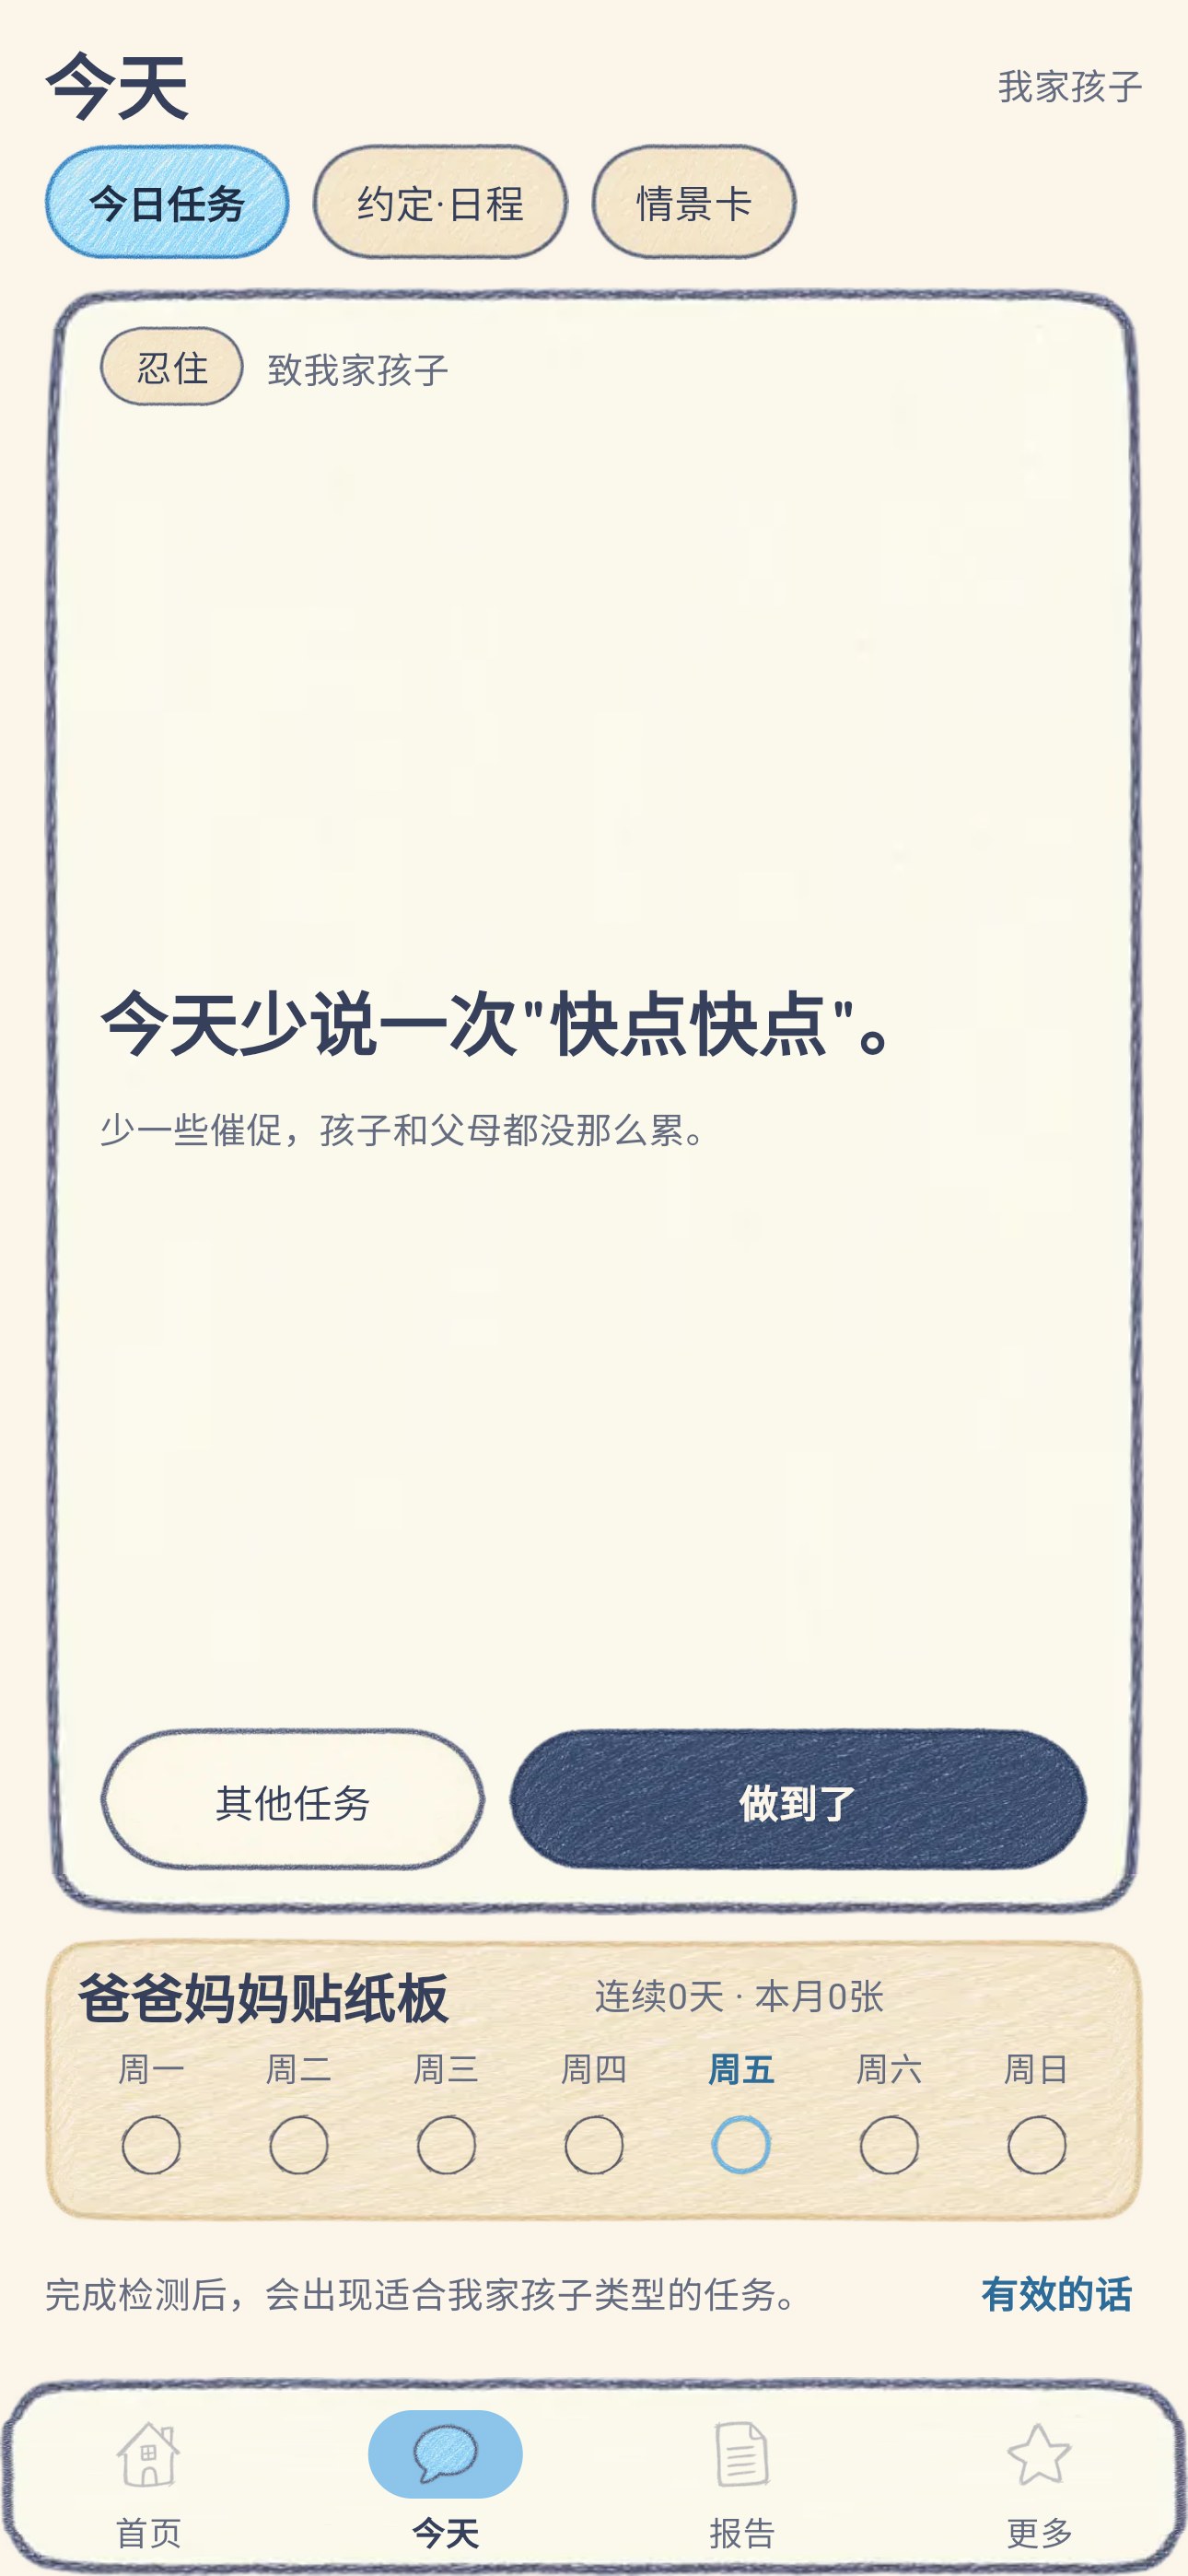 今天
我家孩子
今日任务
约定·日程
情景卡
忍住
致我家孩子
今天少说一次"快点快点"。
少一些催促，孩子和父母都没那么累。
其他任务
做到了
爸爸妈妈贴纸板
连续0天 · 本月0张
周一 周二 周三 周四 周五 周六 周日
完成检测后，会出现适合我家孩子类型的任务。
有效的话
首页 今天 报告 更多